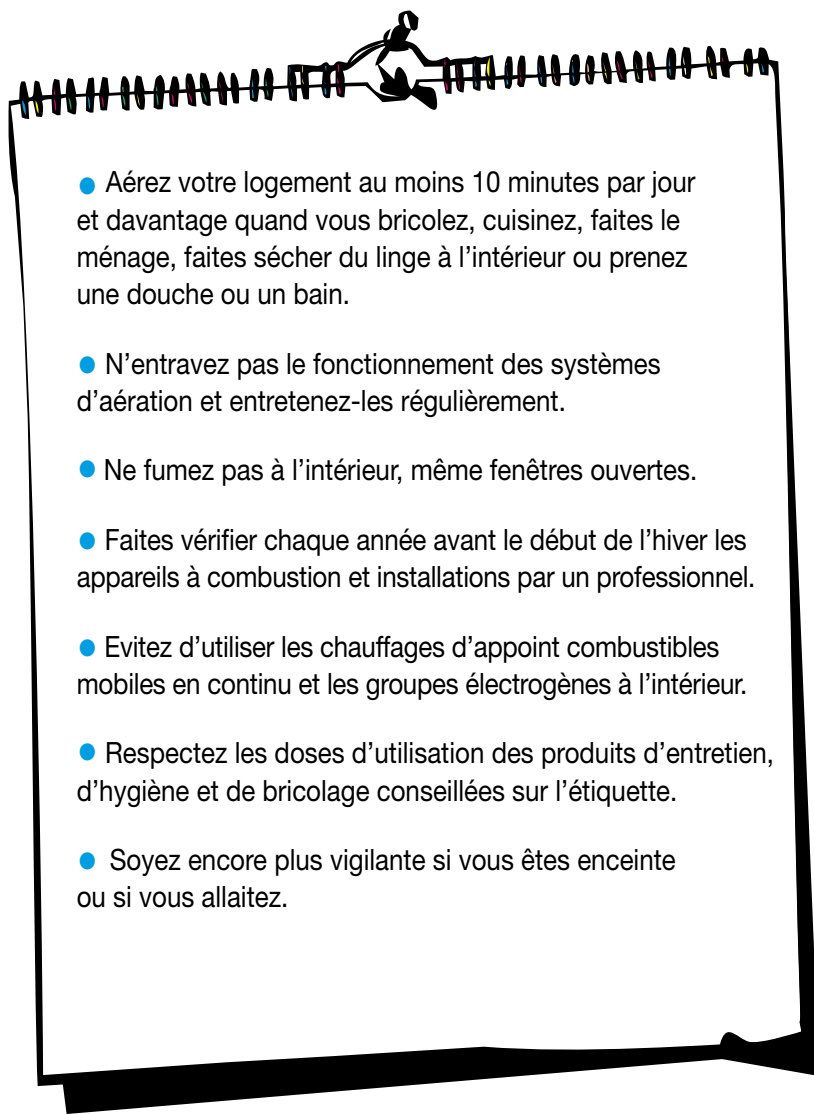 ● Aérez votre logement au moins 10 minutes par jour
et davantage quand vous bricolez, cuisinez, faites le
ménage, faites sécher du linge à l’intérieur ou prenez
une douche ou un bain.
● N’entravez pas le fonctionnement des systèmes
d’aération et entretenez-les régulièrement.
● Ne fumez pas à l’intérieur, même fenêtres ouvertes.
● Faites vérifier chaque année avant le début de l’hiver les
appareils à combustion et installations par un professionnel.
● Evitez d’utiliser les chauffages d’appoint combustibles
mobiles en continu et les groupes électrogènes à l’intérieur.
● Respectez les doses d’utilisation des produits d’entretien,
d’hygiène et de bricolage conseillées sur l’étiquette.
● Soyez encore plus vigilante si vous êtes enceinte
ou si vous allaitez.